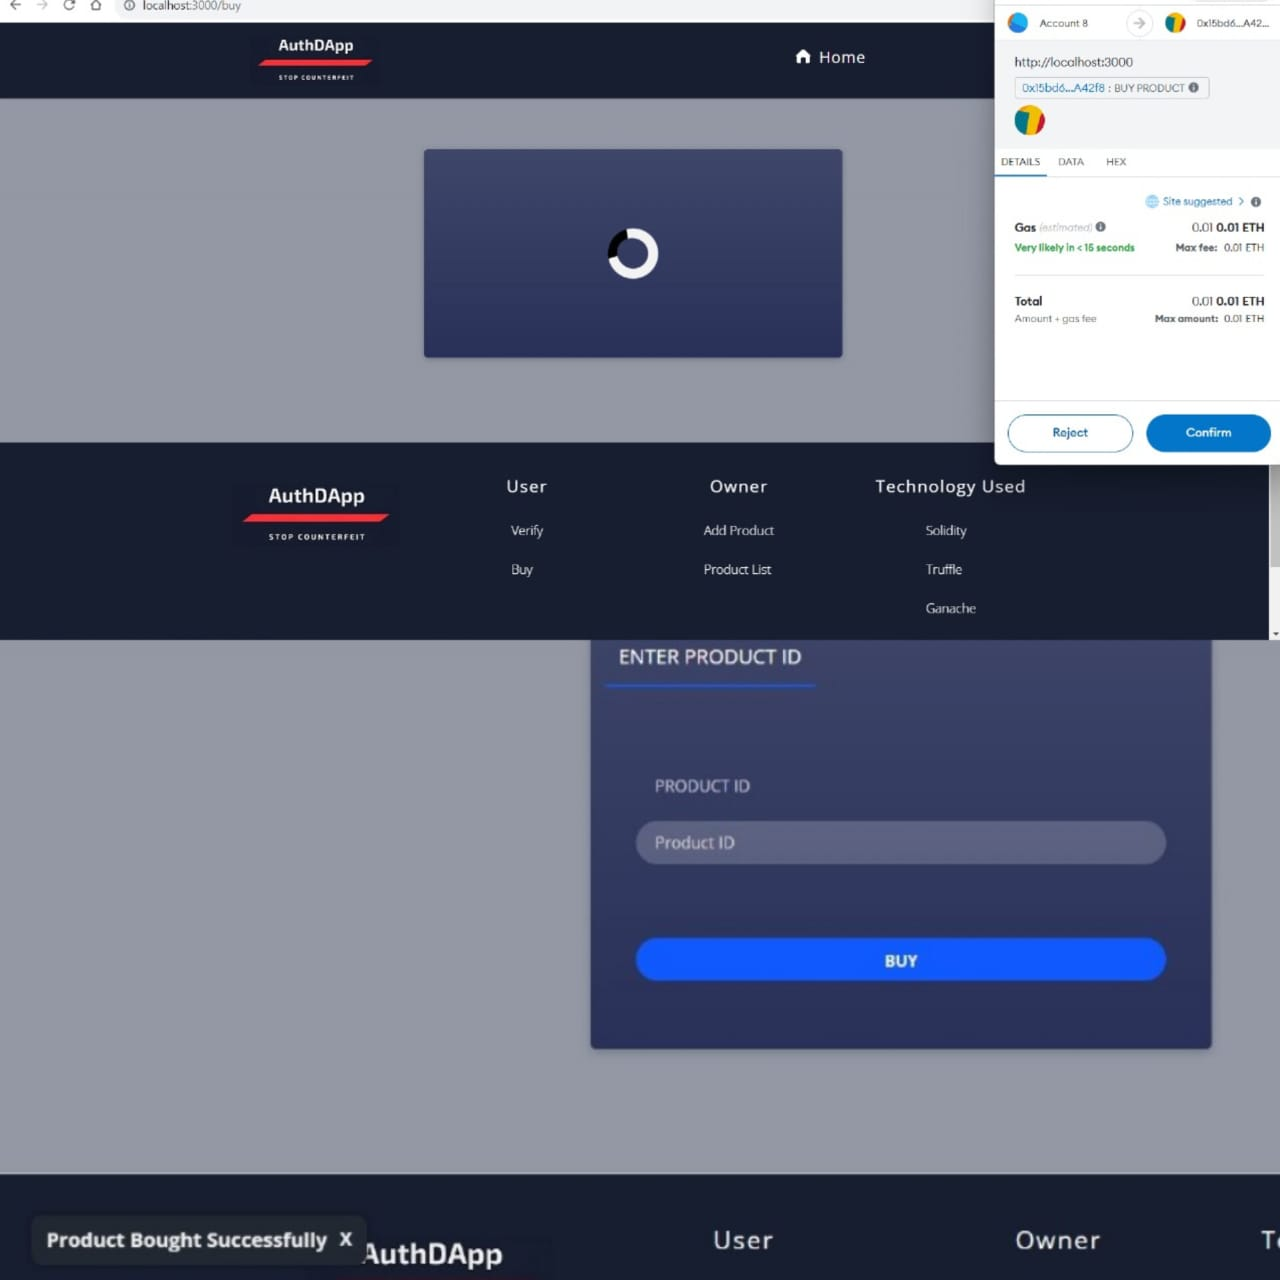 localhost:3000/buy
AuthDApp
STOP COUNTERFEIT
Home
Account 8
0x15bd6...A42...
http://localhost:3000
0x15bd6...A42f8 : BUY PRODUCT
DETAILS DATA HEX
Site suggested >
Gas (estimated) 0.01 0.01 ETH
Very likely in < 15 seconds Max fee: 0.01 ETH
Total 0.01 0.01 ETH
Amount + gas fee Max amount: 0.01 ETH
Reject Confirm
AuthDApp
STOP COUNTERFEIT
User
Verify
Buy
Owner
Add Product
Product List
Technology Used
Solidity
Truffle
Ganache
ENTER PRODUCT ID
PRODUCT ID
Product ID
BUY
Product Bought Successfully X
AuthDApp
User
Owner